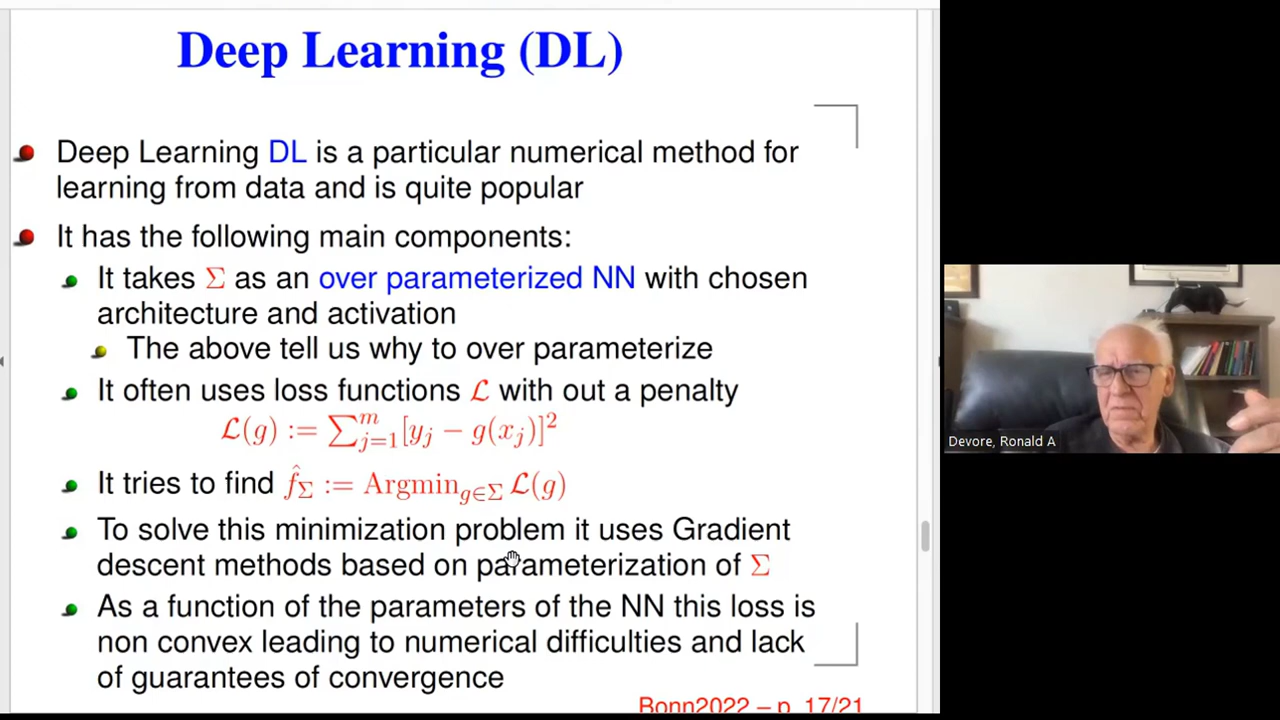 Deep Learning (DL)
Deep Learning DL is a particular numerical method for
learning from data and is quite popular
It has the following main components:
It takes Σ as an over parameterized NN with chosen
architecture and activation
The above tell us why to over parameterize
It often uses loss functions ℒ with out a penalty
ℒ(g) := ∑_{j=1}^{m} [y_j − g(x_j)]^2
It tries to find f̂_Σ := Argmin_{g∈Σ} ℒ(g)
To solve this minimization problem it uses Gradient
descent methods based on parameterization of Σ
As a function of the parameters of the NN this loss is
non convex leading to numerical difficulties and lack
of guarantees of convergence
Bonn2022 – p. 17/21
Devore, Ronald A